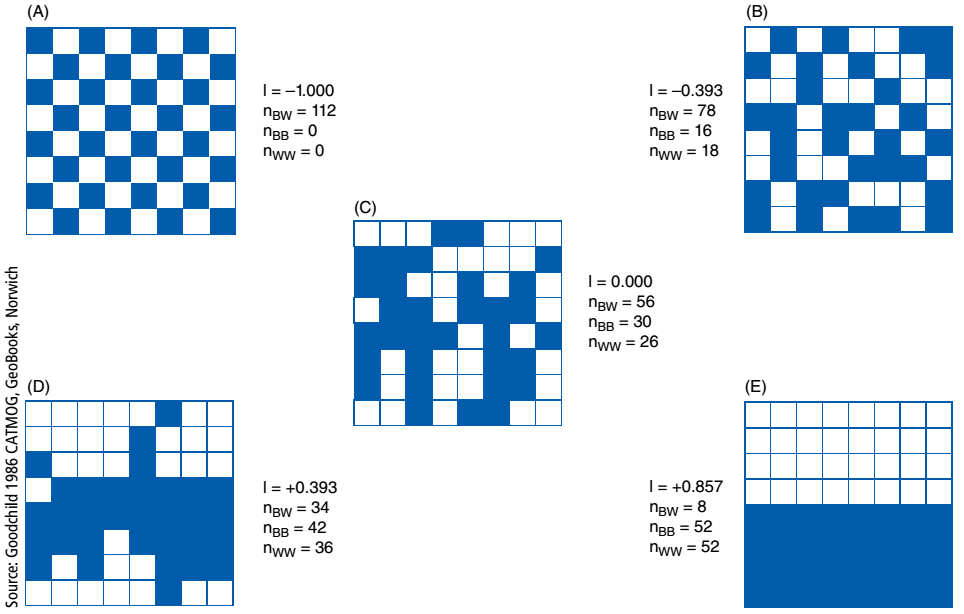 (A)
I = –1.000
nBW = 112
nBB = 0
nWW = 0
(B)
I = –0.393
nBW = 78
nBB = 16
nWW = 18
(C)
I = 0.000
nBW = 56
nBB = 30
nWW = 26
(D)
I = +0.393
nBW = 34
nBB = 42
nWW = 36
(E)
I = +0.857
nBW = 8
nBB = 52
nWW = 52
Source: Goodchild 1986 CATMOG, GeoBooks, Norwich